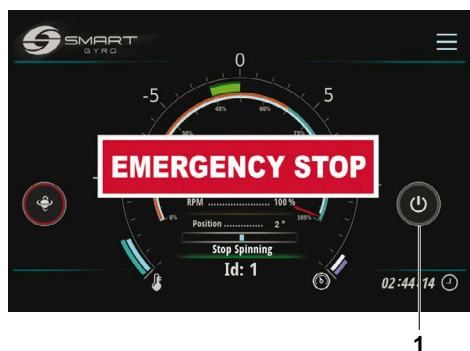 SMART
GYRO
0
-5
5
45%
60%
30%
75%
EMERGENCY STOP
RPM .................... 100 %
0%
105%
Position ............ 2 °
Stop Spinning
Id: 1
02:44:14
1